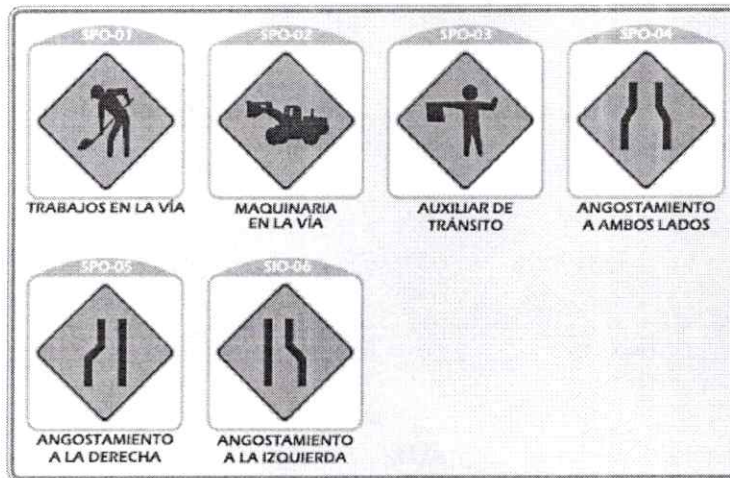 SPO-01
TRABAJOS EN LA VÍA
SPO-02
MAQUINARIA
EN LA VÍA
SPO-03
AUXILIAR DE
TRÁNSITO
SPO-04
ANGOSTAMIENTO
A AMBOS LADOS
SPO-05
ANGOSTAMIENTO
A LA DERECHA
SIO-06
ANGOSTAMIENTO
A LA IZQUIERDA